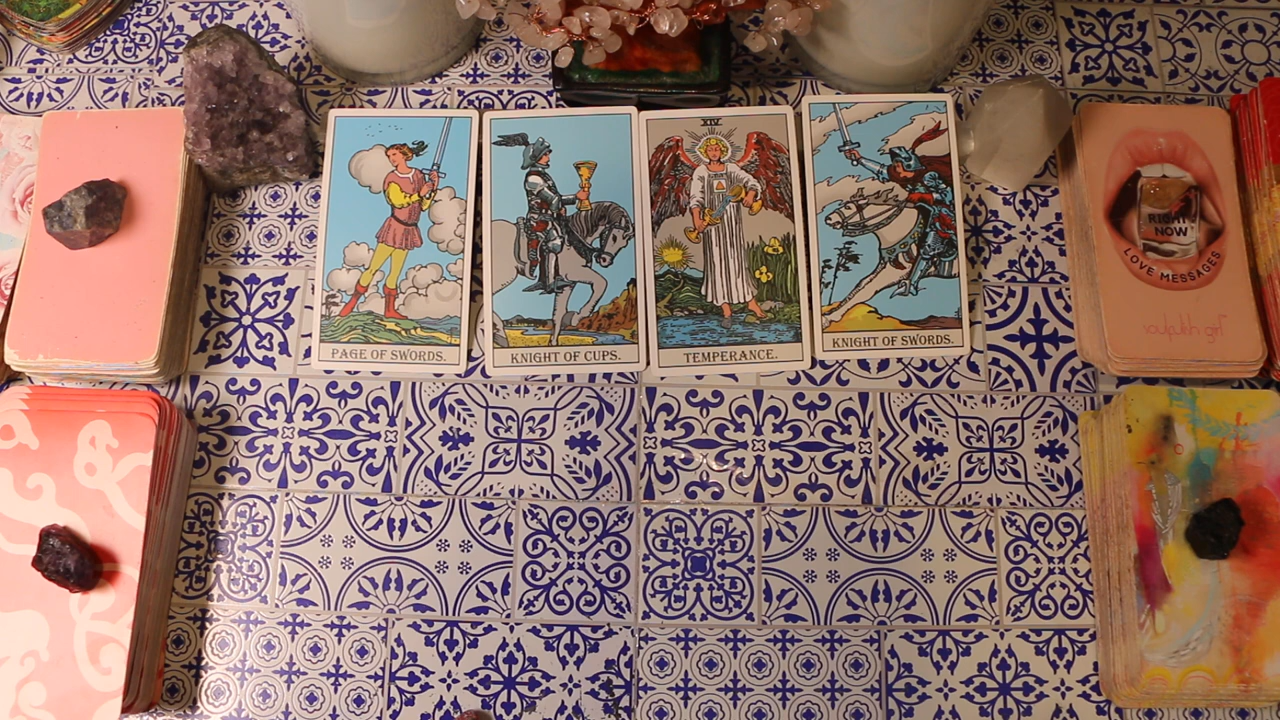 XIV
PAGE OF SWORDS.
KNIGHT OF CUPS.
TEMPERANCE.
KNIGHT OF SWORDS.
RIGHT
NOW
LOVE MESSAGES